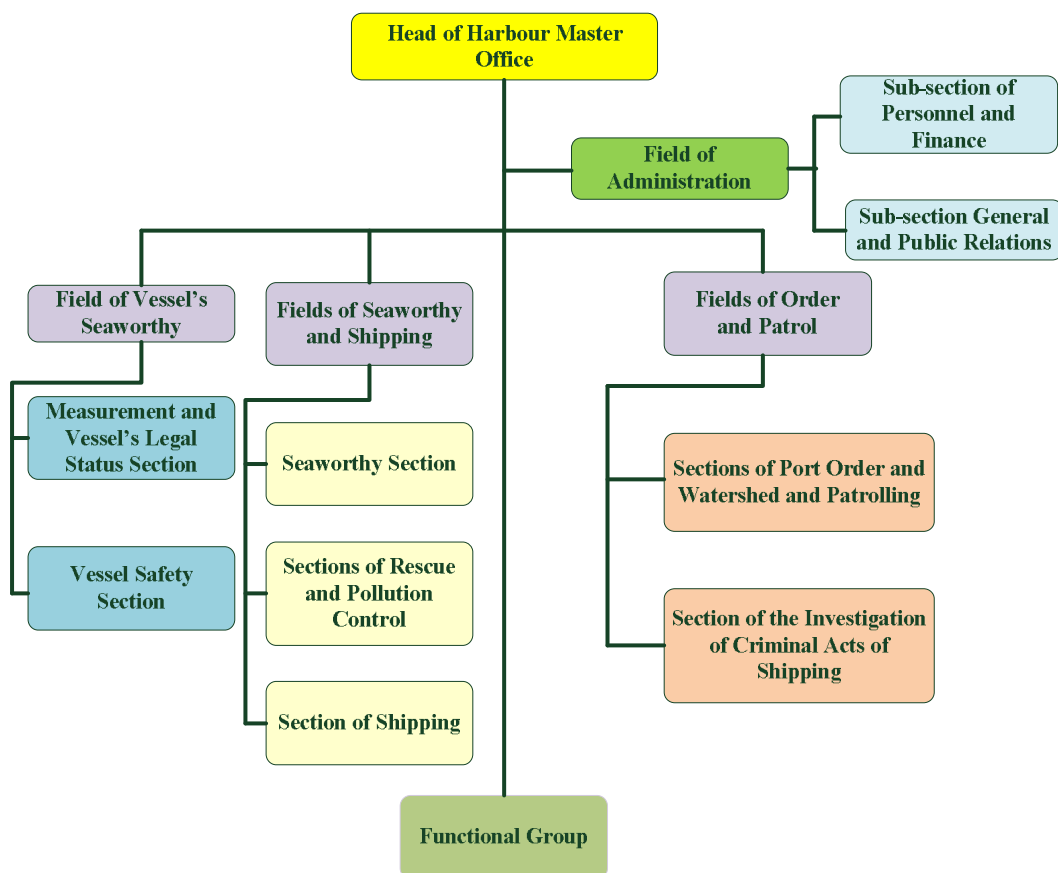 Head of Harbour Master
Office
Sub-section of
Personnel and
Finance
Field of
Administration
Sub-section General
and Public Relations
Field of Vessel's
Seaworthy
Fields of Seaworthy
and Shipping
Fields of Order
and Patrol
Measurement and
Vessel's Legal
Status Section
Seaworthy Section
Sections of Port Order and
Watershed and Patrolling
Vessel Safety
Section
Sections of Rescue
and Pollution
Control
Section of the Investigation
of Criminal Acts of
Shipping
Section of Shipping
Functional Group